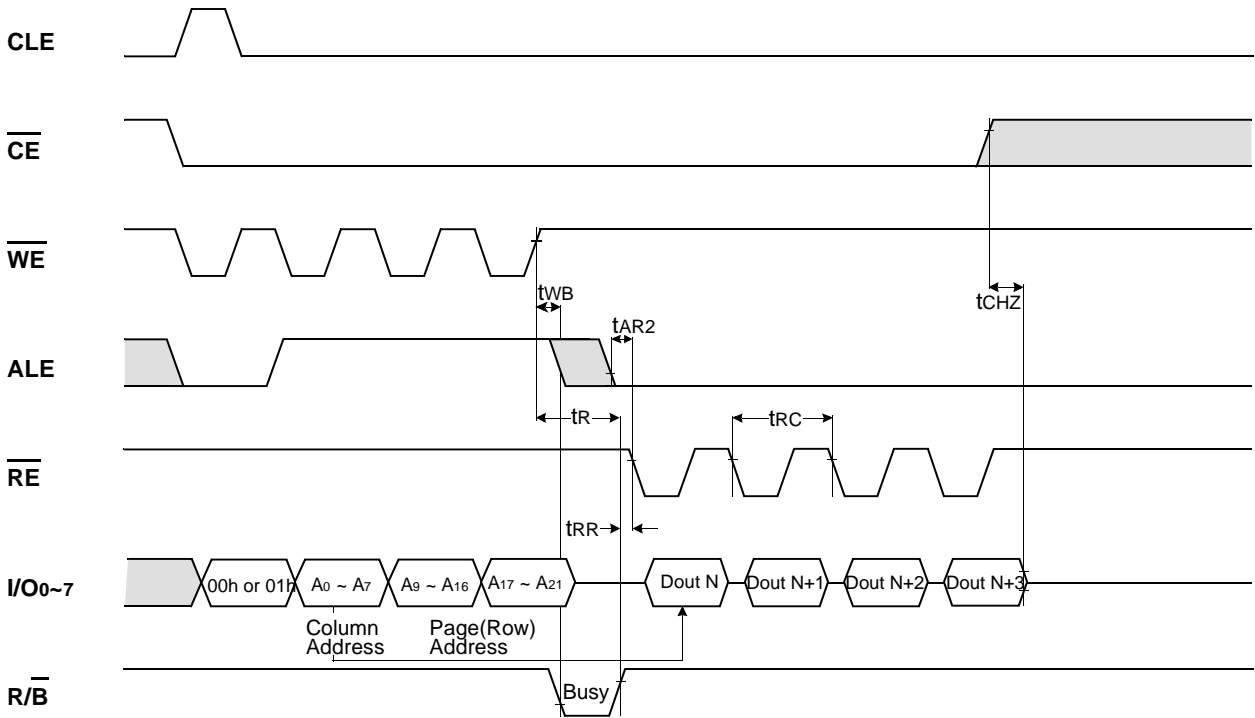 CLE
CE
WE
tWB
tCHZ
tAR2
ALE
tR
tRC
RE
tRR
I/O0~7
00h or 01h
A0 ~ A7
A9 ~ A16
A17 ~ A21
Dout N
Dout N+1
Dout N+2
Dout N+3
Column
Address
Page(Row)
Address
R/B
Busy